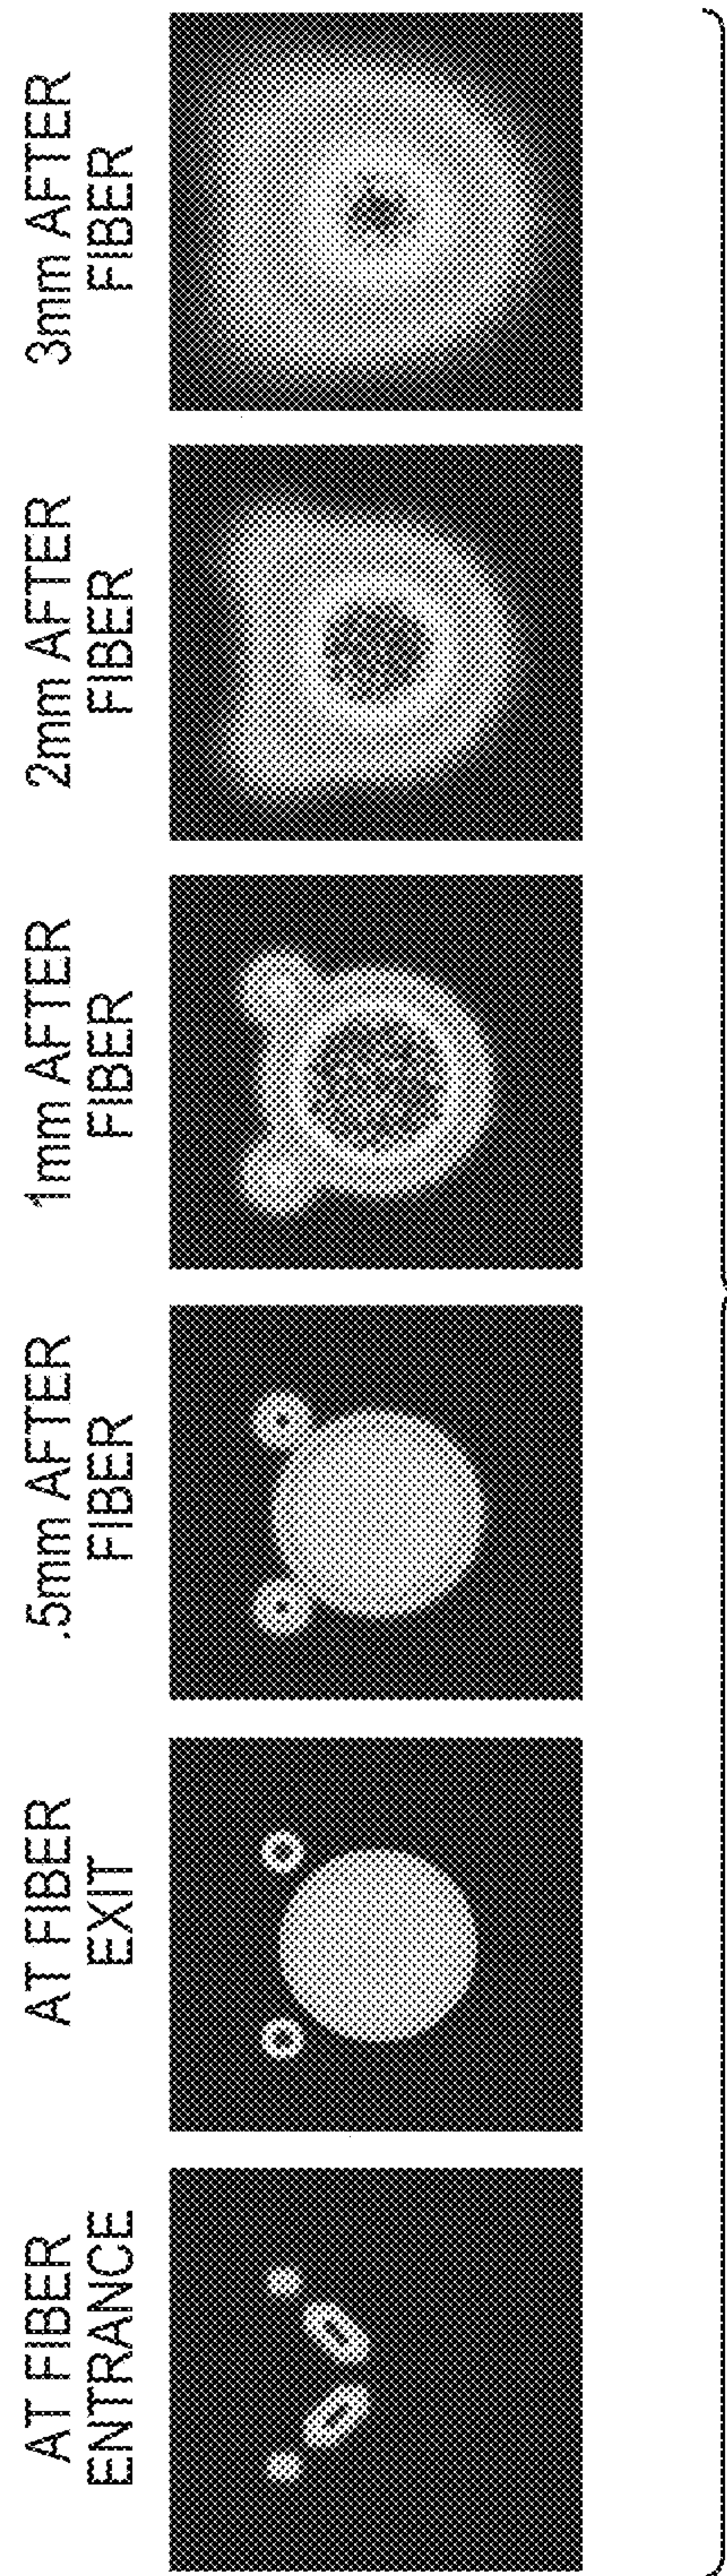 AT FIBER
ENTRANCE
AT FIBER
EXIT
.5mm AFTER
FIBER
1mm AFTER
FIBER
2mm AFTER
FIBER
3mm AFTER
FIBER